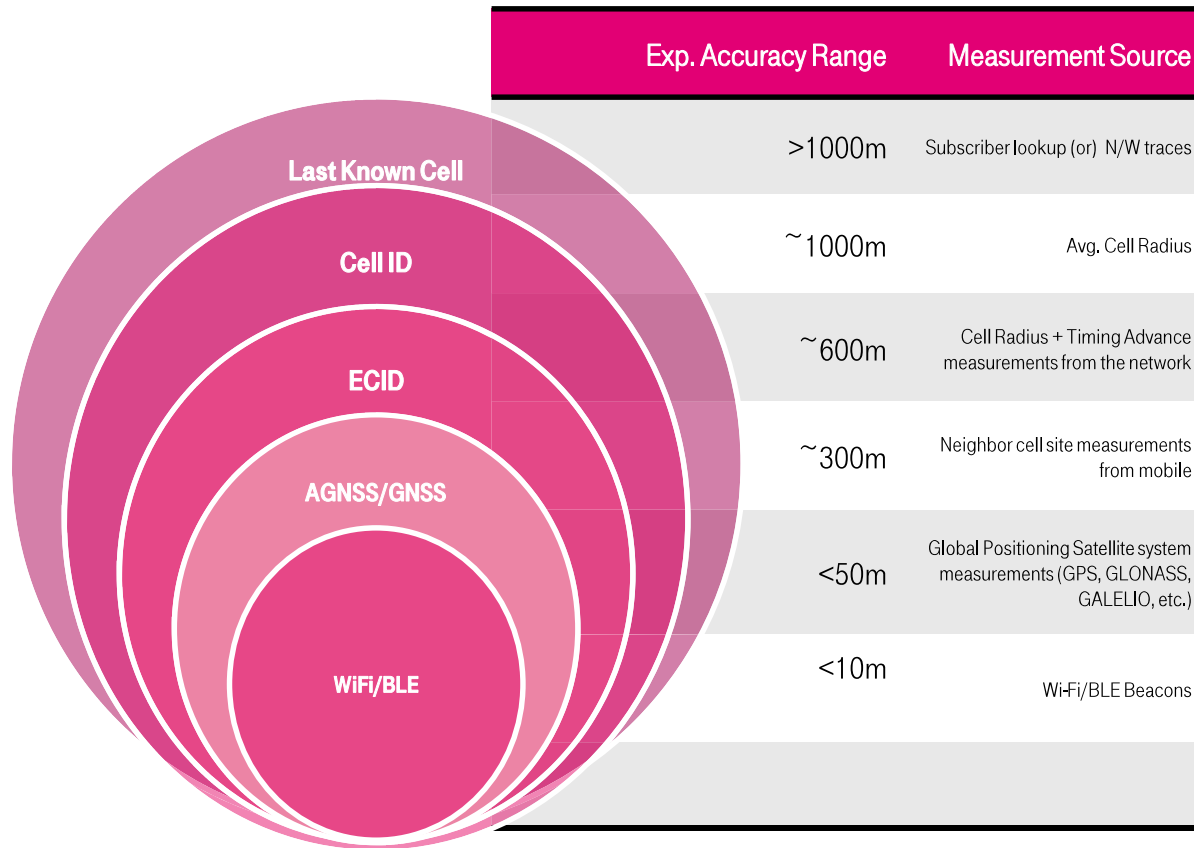 Exp. Accuracy Range
Measurement Source
Last Known Cell
>1000m
Subscriber lookup (or) N/W traces
Cell ID
~1000m
Avg. Cell Radius
ECID
~600m
Cell Radius + Timing Advance
measurements from the network
~300m
Neighbor cell site measurements
from mobile
AGNSS/GNSS
<50m
Global Positioning Satellite system
measurements (GPS, GLONASS,
GALELIO, etc.)
WiFi/BLE
<10m
Wi-Fi/BLE Beacons